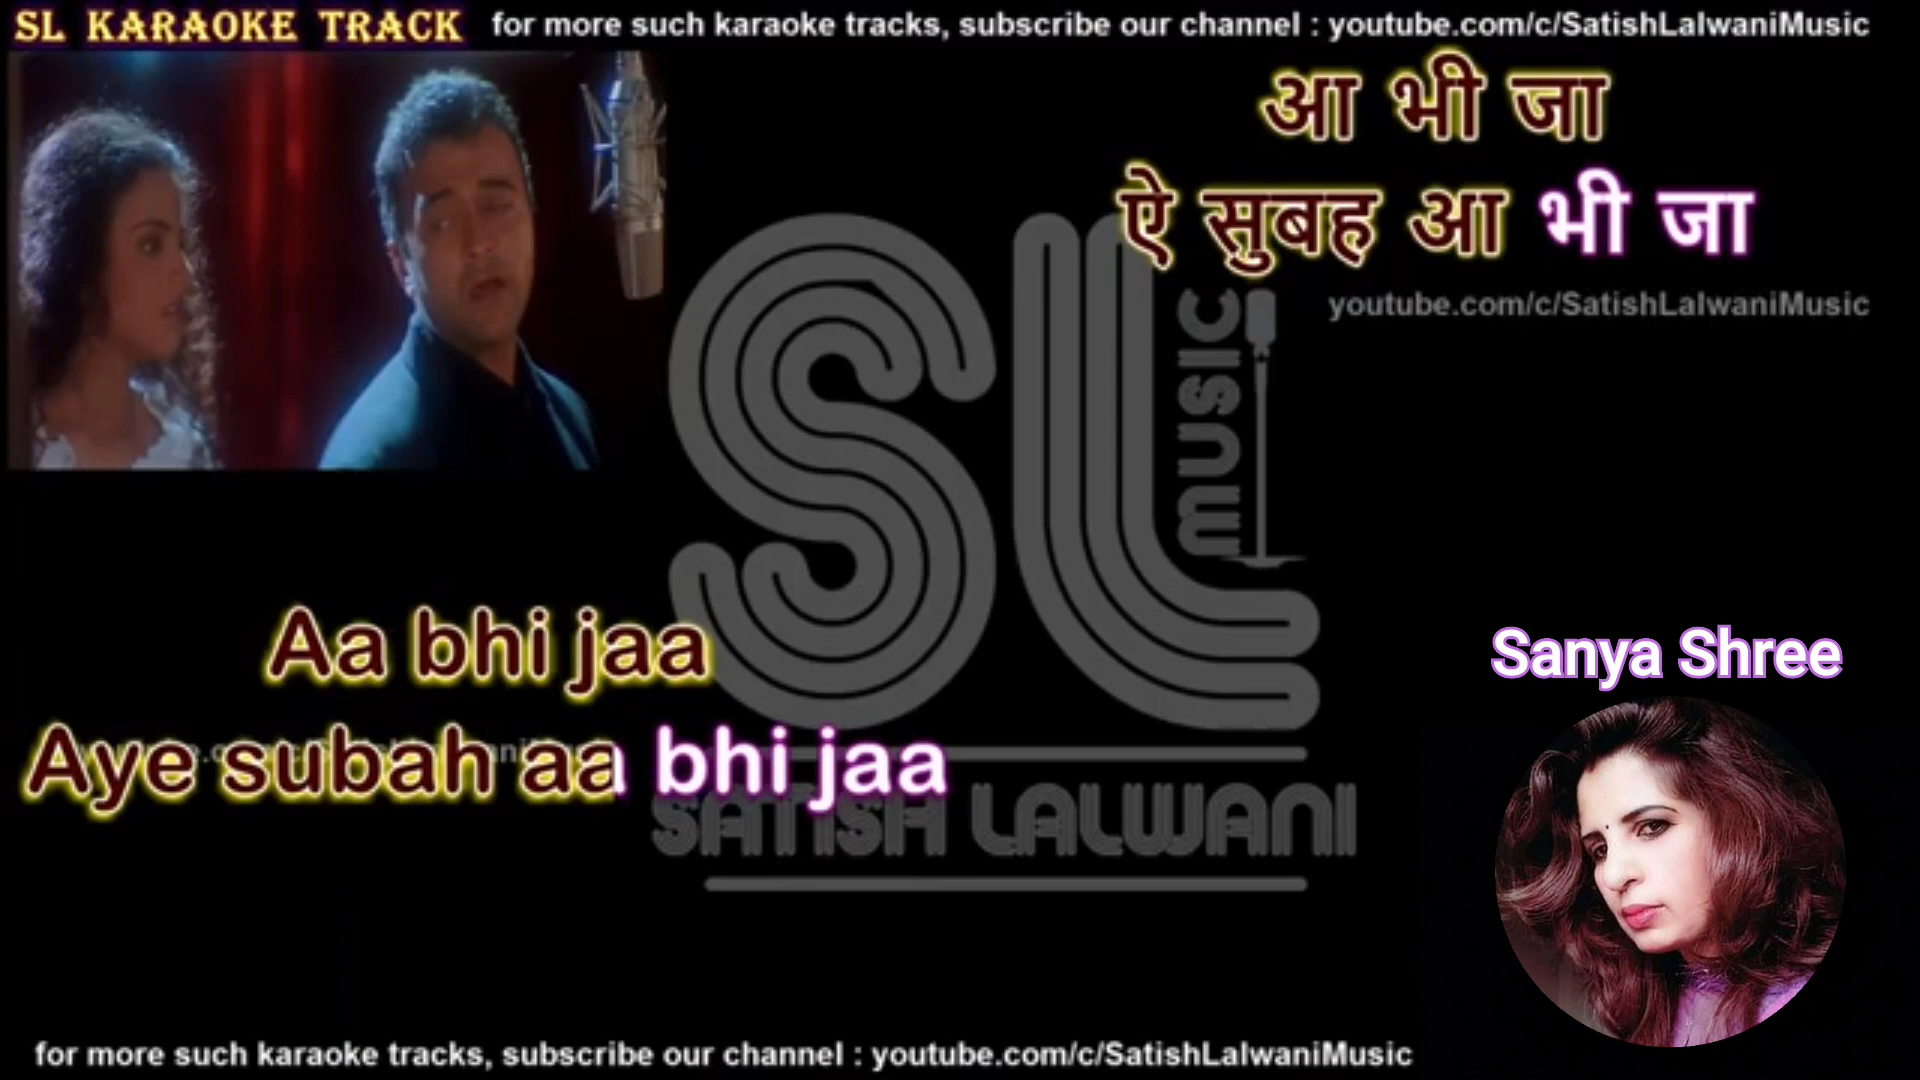 SL KARAOKE TRACK
for more such karaoke tracks, subscribe our channel : youtube.com/c/SatishLalwaniMusic
आ भी जा
ऐ सुबह आ भी जा
youtube.com/c/SatishLalwaniMusic
SL MUSIC
Aa bhi jaa
Aye subah aa bhi jaa
SATISH LALWANI
Sanya Shree
for more such karaoke tracks, subscribe our channel : youtube.com/c/SatishLalwaniMusic